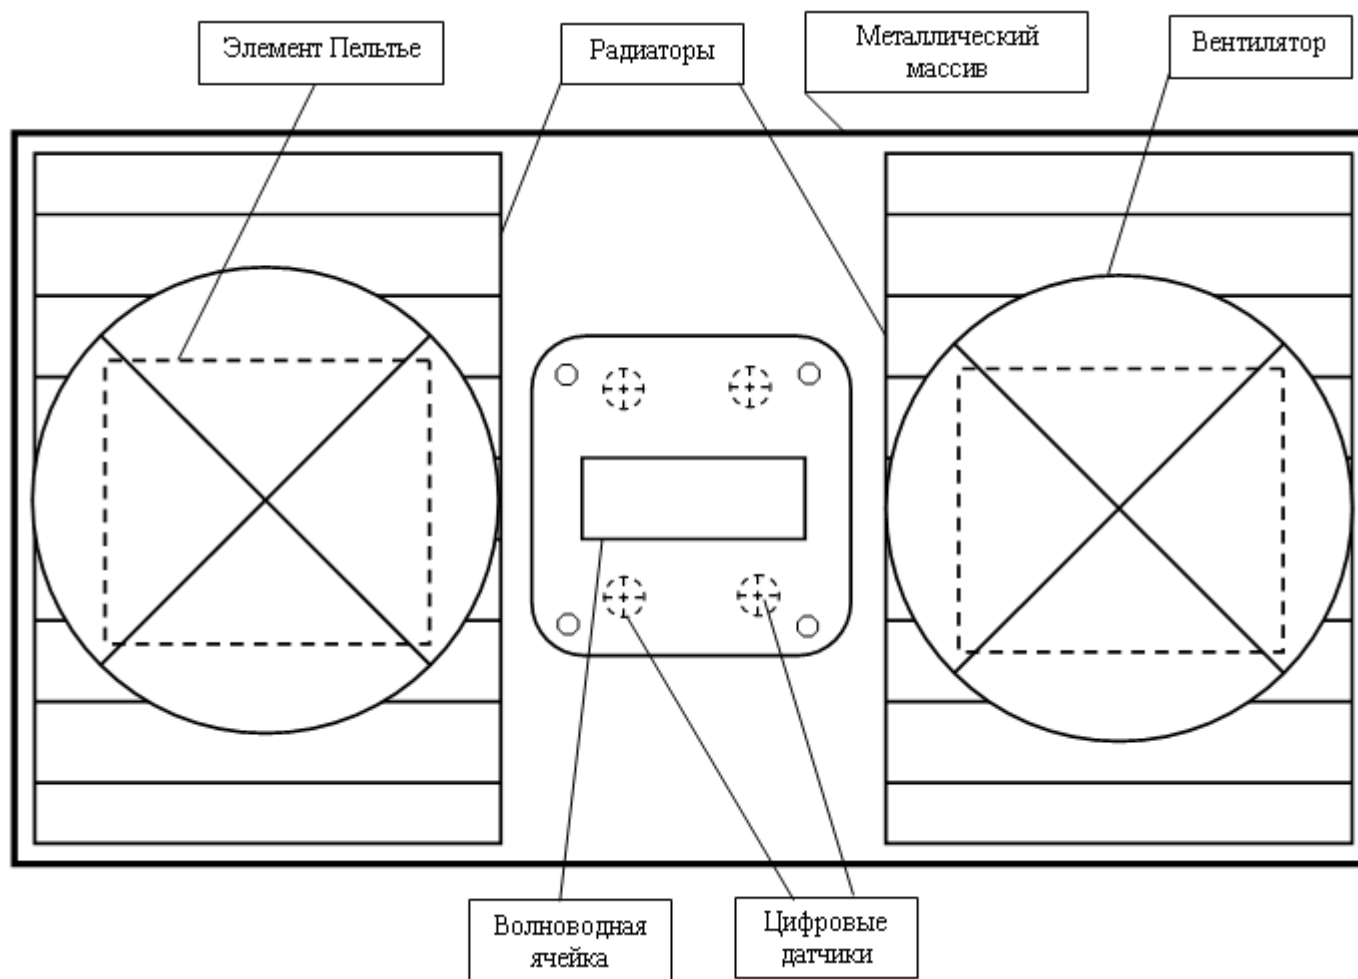 Элемент Пельтье
Радиаторы
Металлический
массив
Вентилятор
Волноводная
ячейка
Цифровые
датчики